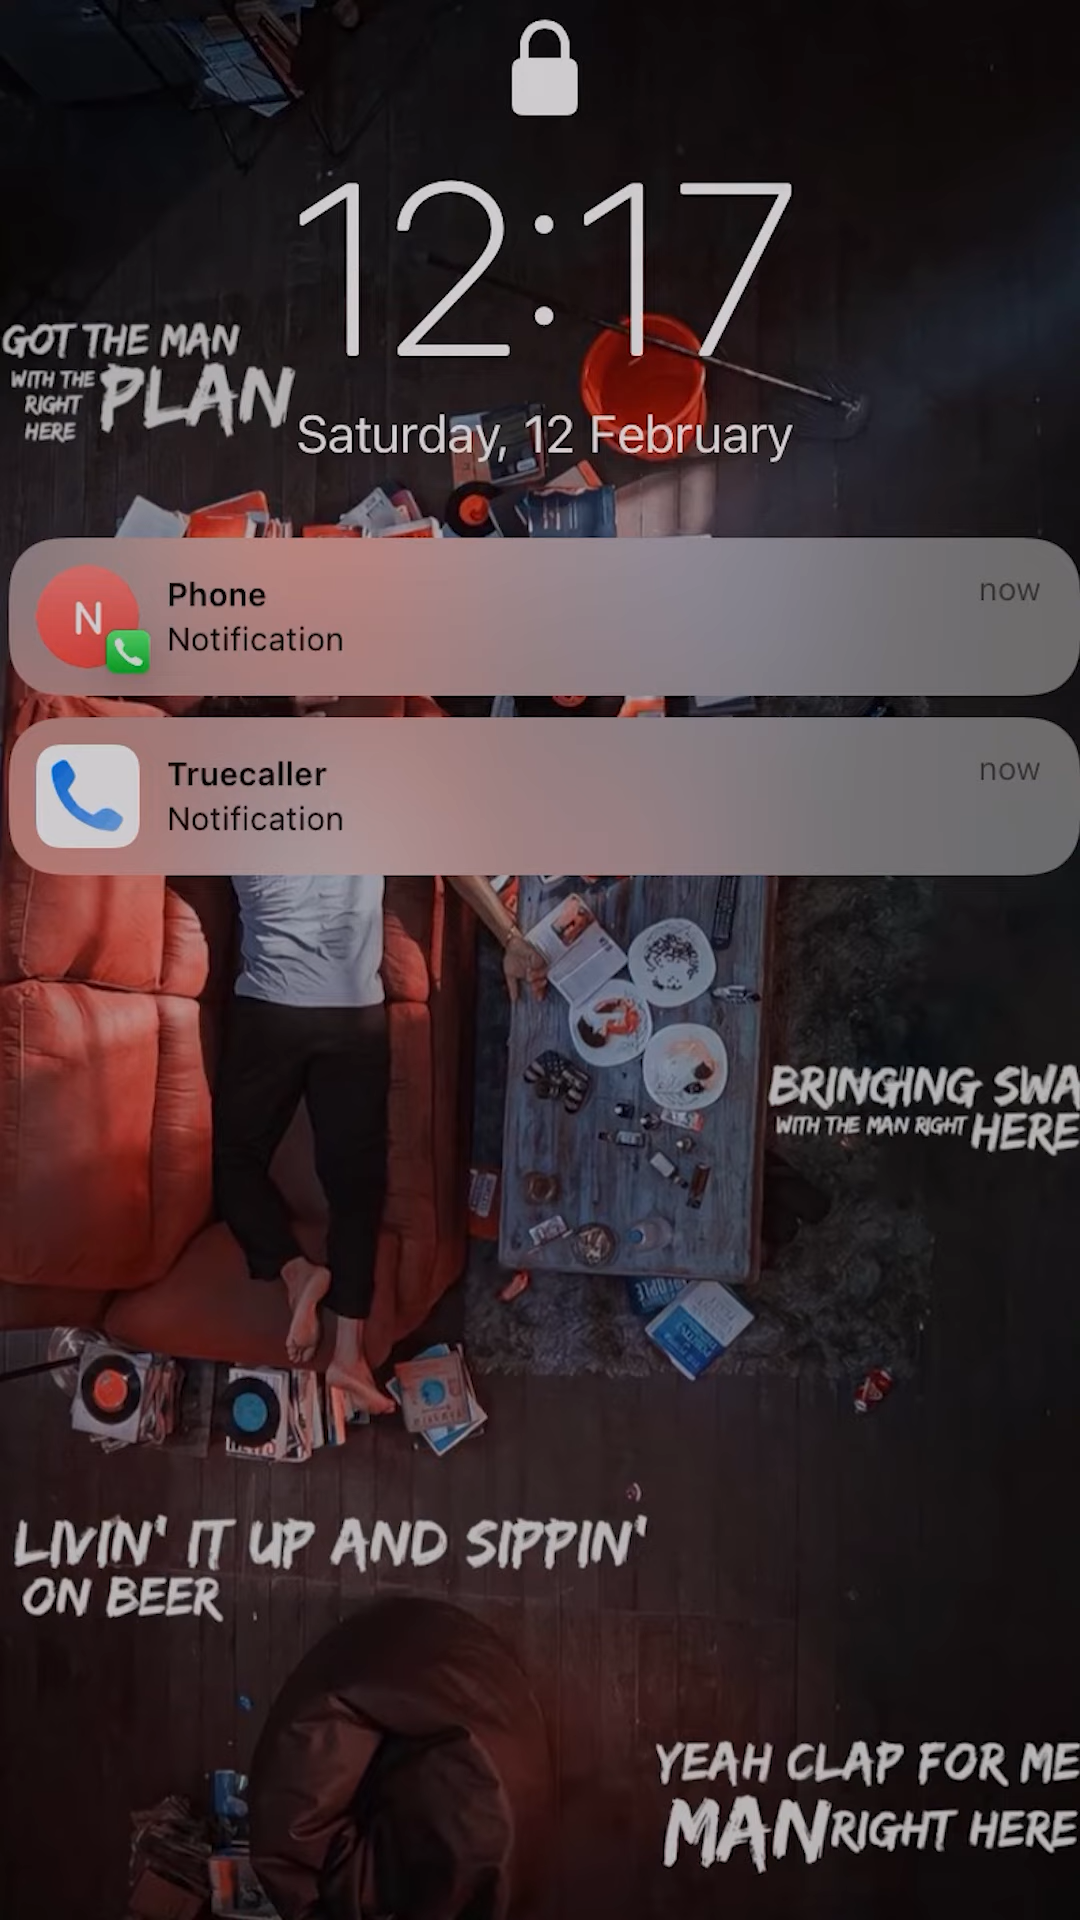 12:17
Saturday, 12 February
GOT THE MAN
WITH THE
RIGHT
HERE
PLAN
N
Phone
now
Notification
Truecaller
now
Notification
BRINGING SWA
WITH THE MAN RIGHT HERE
LIVIN' IT UP AND SIPPIN'
ON BEER
YEAH CLAP FOR ME
MAN RIGHT HERE